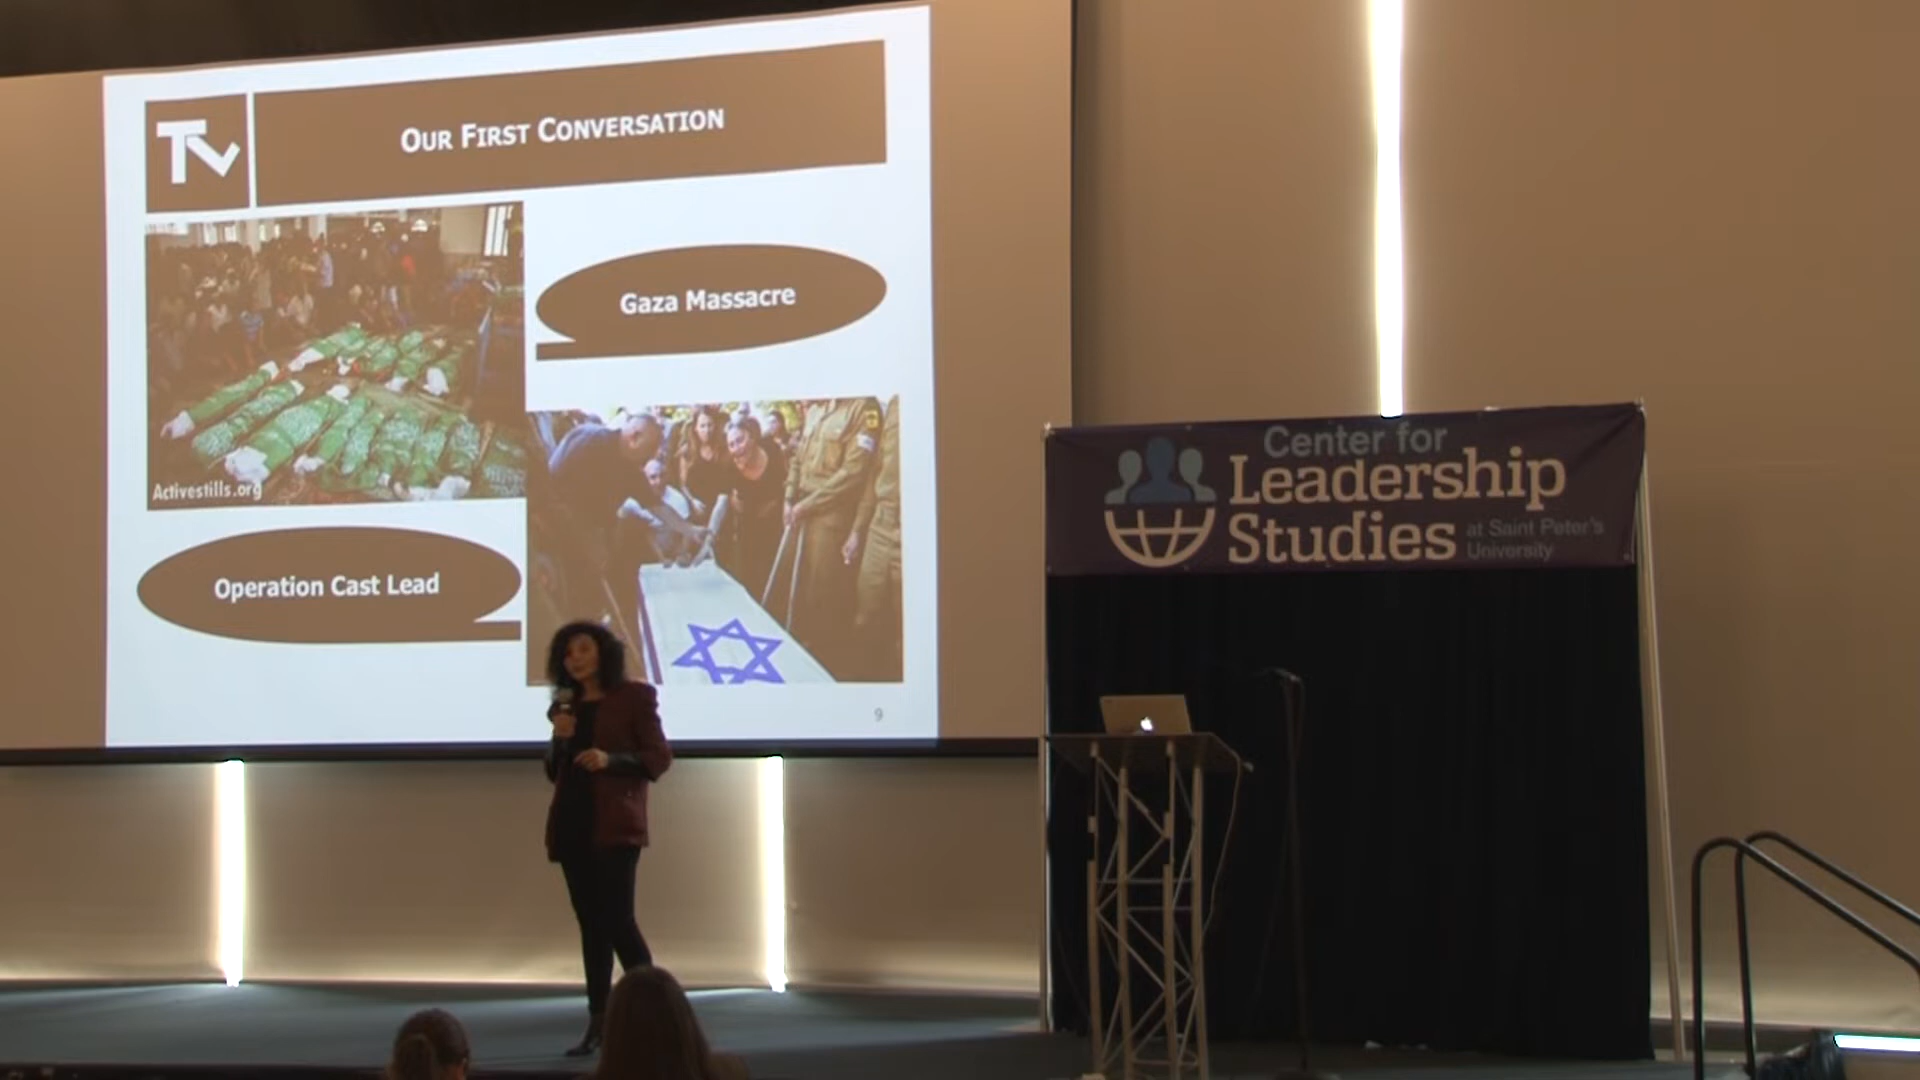 TV
OUR FIRST CONVERSATION
Gaza Massacre
Activestills.org
Operation Cast Lead
9
Center for
Leadership
Studies
at Saint Peter's
University